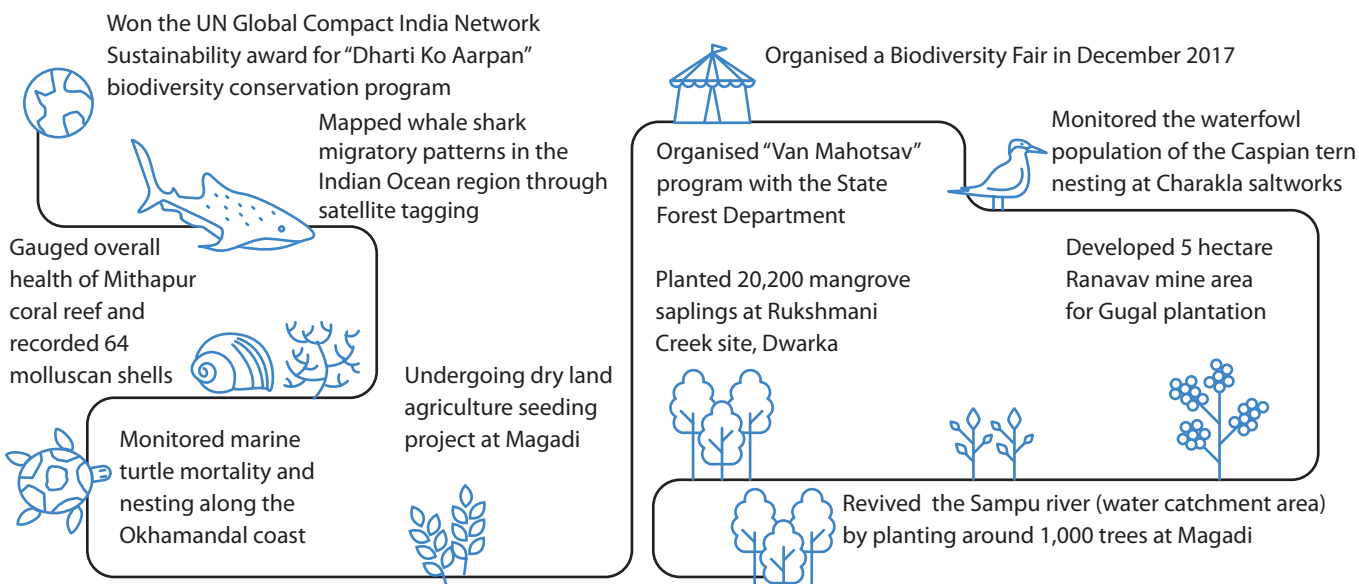 Won the UN Global Compact India Network
Sustainability award for “Dharti Ko Aarpan”
biodiversity conservation program
Mapped whale shark
migratory patterns in the
Indian Ocean region through
satellite tagging
Gauged overall
health of Mithapur
coral reef and
recorded 64
molluscan shells
Monitored marine
turtle mortality and
nesting along the
Okhamandal coast
Undergoing dry land
agriculture seeding
project at Magadi
Organised a Biodiversity Fair in December 2017
Organised “Van Mahotsav”
program with the State
Forest Department
Planted 20,200 mangrove
saplings at Rukshmani
Creek site, Dwarka
Monitored the waterfowl
population of the Caspian tern
nesting at Charakla saltworks
Developed 5 hectare
Ranavav mine area
for Gugal plantation
Revived the Sampu river (water catchment area)
by planting around 1,000 trees at Magadi